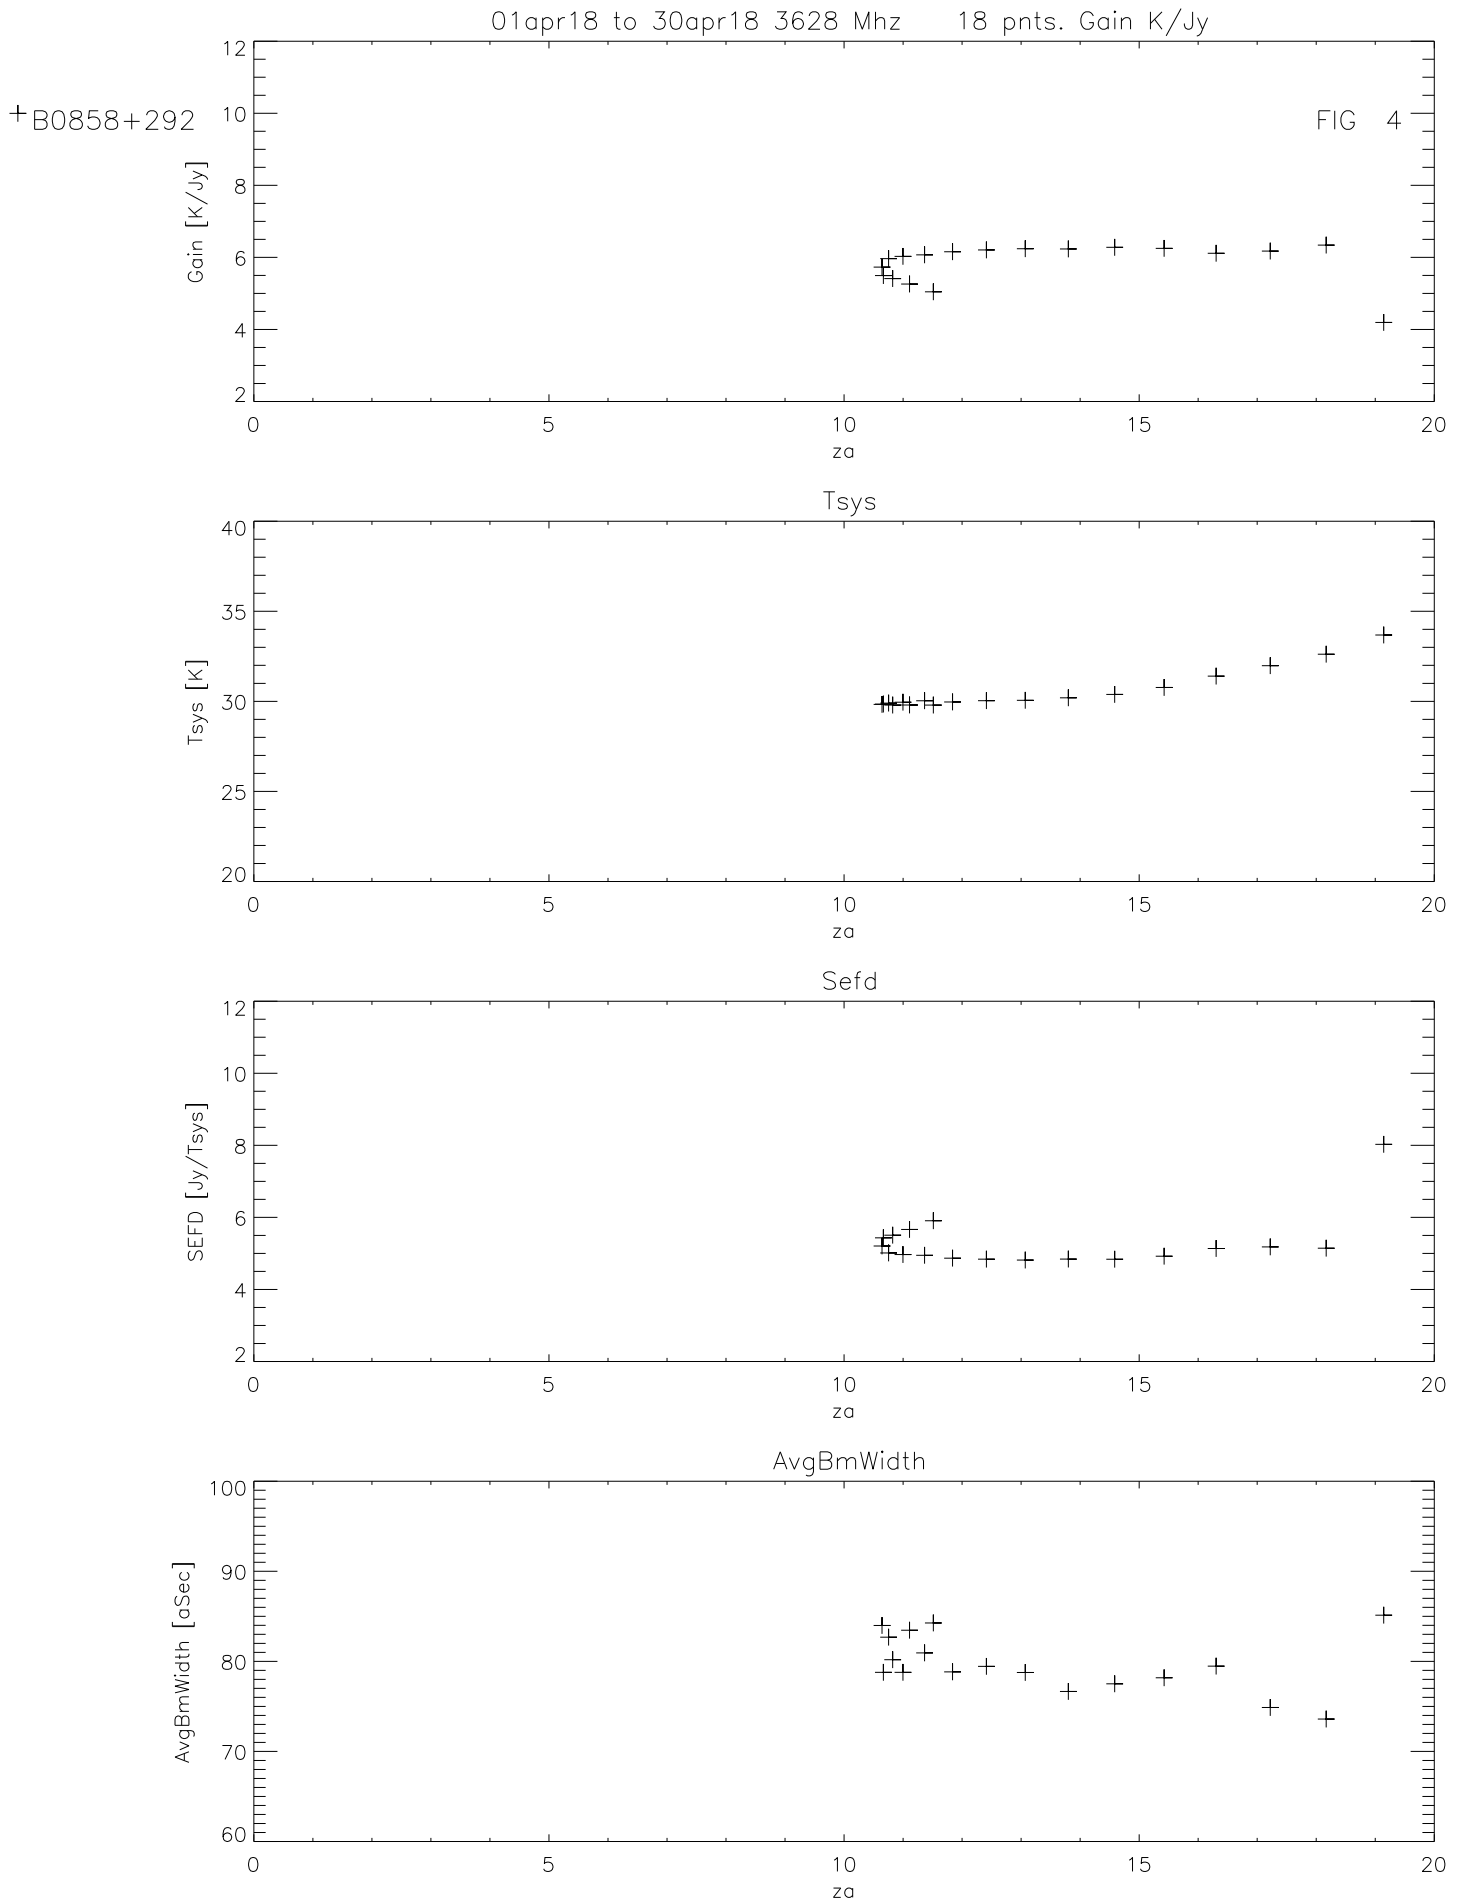 01apr18 to 30apr18 3628 Mhz 18 pnts. Gain K/Jy
+ B0858+292
FIG 4
Gain [K/Jy]
12
10
8
6
4
2
0 5 10 15 20
za
Tsys
Tsys [K]
40
35
30
25
20
0 5 10 15 20
za
Sefd
SEFD [Jy/Tsys]
12
10
8
6
4
2
0 5 10 15 20
za
AvgBmWidth
AvgBmWidth [aSec]
100
90
80
70
60
0 5 10 15 20
za